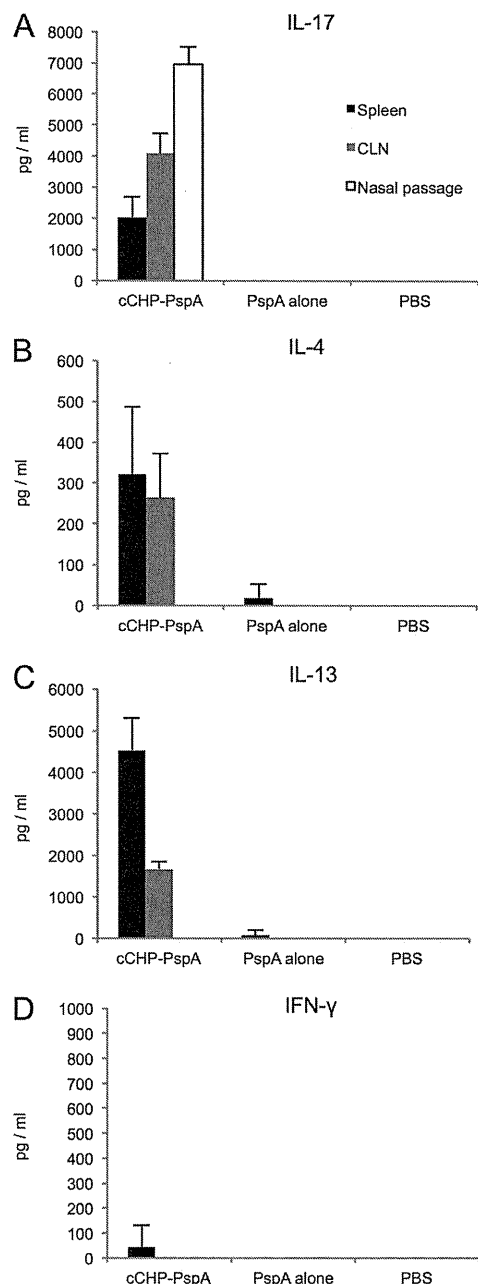 A
IL-17
8000
7000
6000
5000
4000
3000
2000
1000
0
pg / ml
Spleen
CLN
Nasal passage
cCHP-PspA PspA alone PBS
B
IL-4
600
500
400
300
200
100
0
pg / ml
cCHP-PspA PspA alone PBS
C
IL-13
6000
5000
4000
3000
2000
1000
0
pg / ml
cCHP-PspA PspA alone PBS
D
IFN-γ
1000
900
800
700
600
500
400
300
200
100
0
pg / ml
cCHP-PspA PspA alone PBS